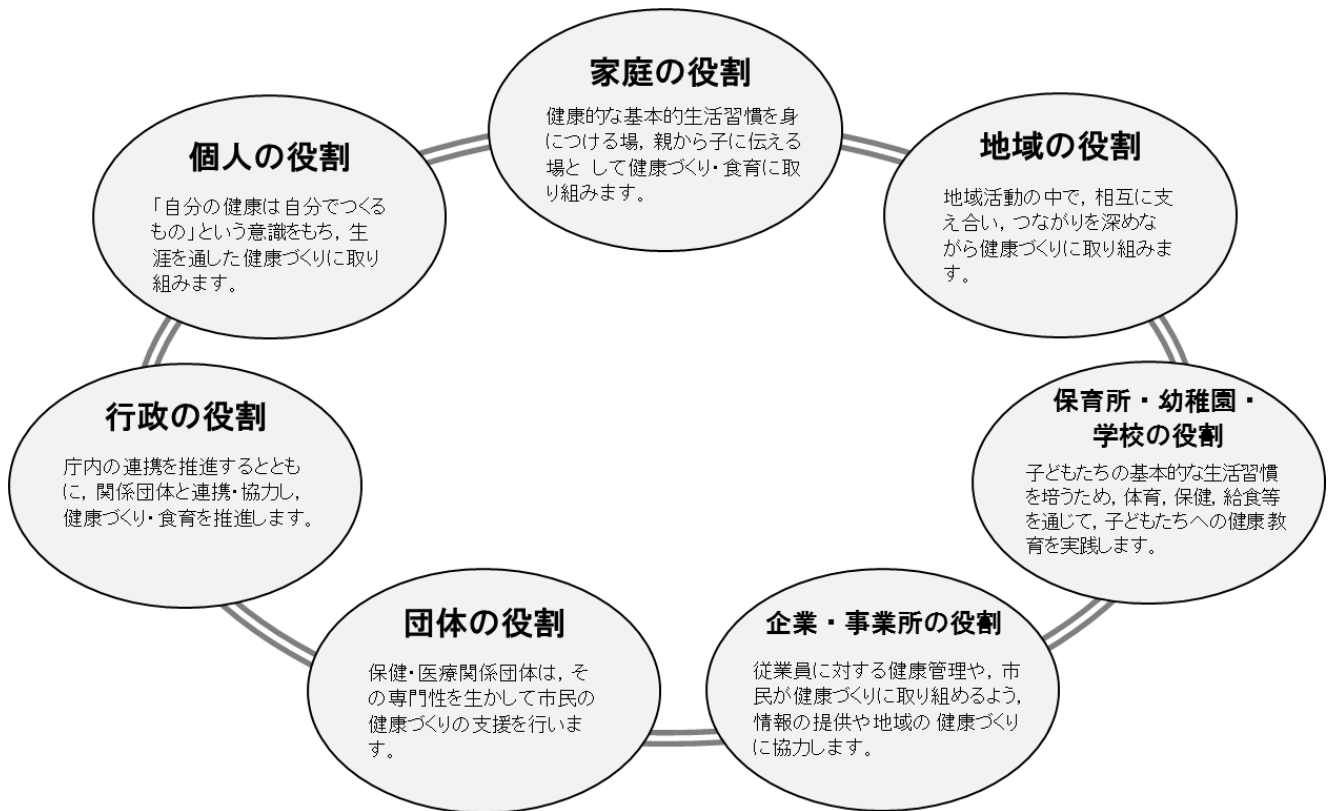 家庭の役割
健康的な基本的生活習慣を身
につける場，親から子に伝える
場と して健康づくり・食育に取
り組みます。
個人の役割
「自分の健康は自分でつくる
もの」という意識をもち，生
涯を通した健康づくりに取り
組みます。
地域の役割
地域活動の中で，相互に支
え合い，つながりを深めな
がら健康づくりに取り組みま
す。
保育所・幼稚園・
学校の役割
子どもたちの基本的な生活習慣
を培うため，体育，保健，給食等
を通じて，子どもたちへの健康教
育を実践します。
行政の役割
庁内の連携を推進するととも
に，関係団体と連携・協力し，
健康づくり・食育を推進します。
団体の役割
保健・医療関係団体は，そ
の専門性を生かして市民の
健康づくりの支援を行いま
す。
企業・事業所の役割
従業員に対する健康管理や，市
民が健康づくりに取り組めるよう，
情報の提供や地域の健康づくり
に協力します。